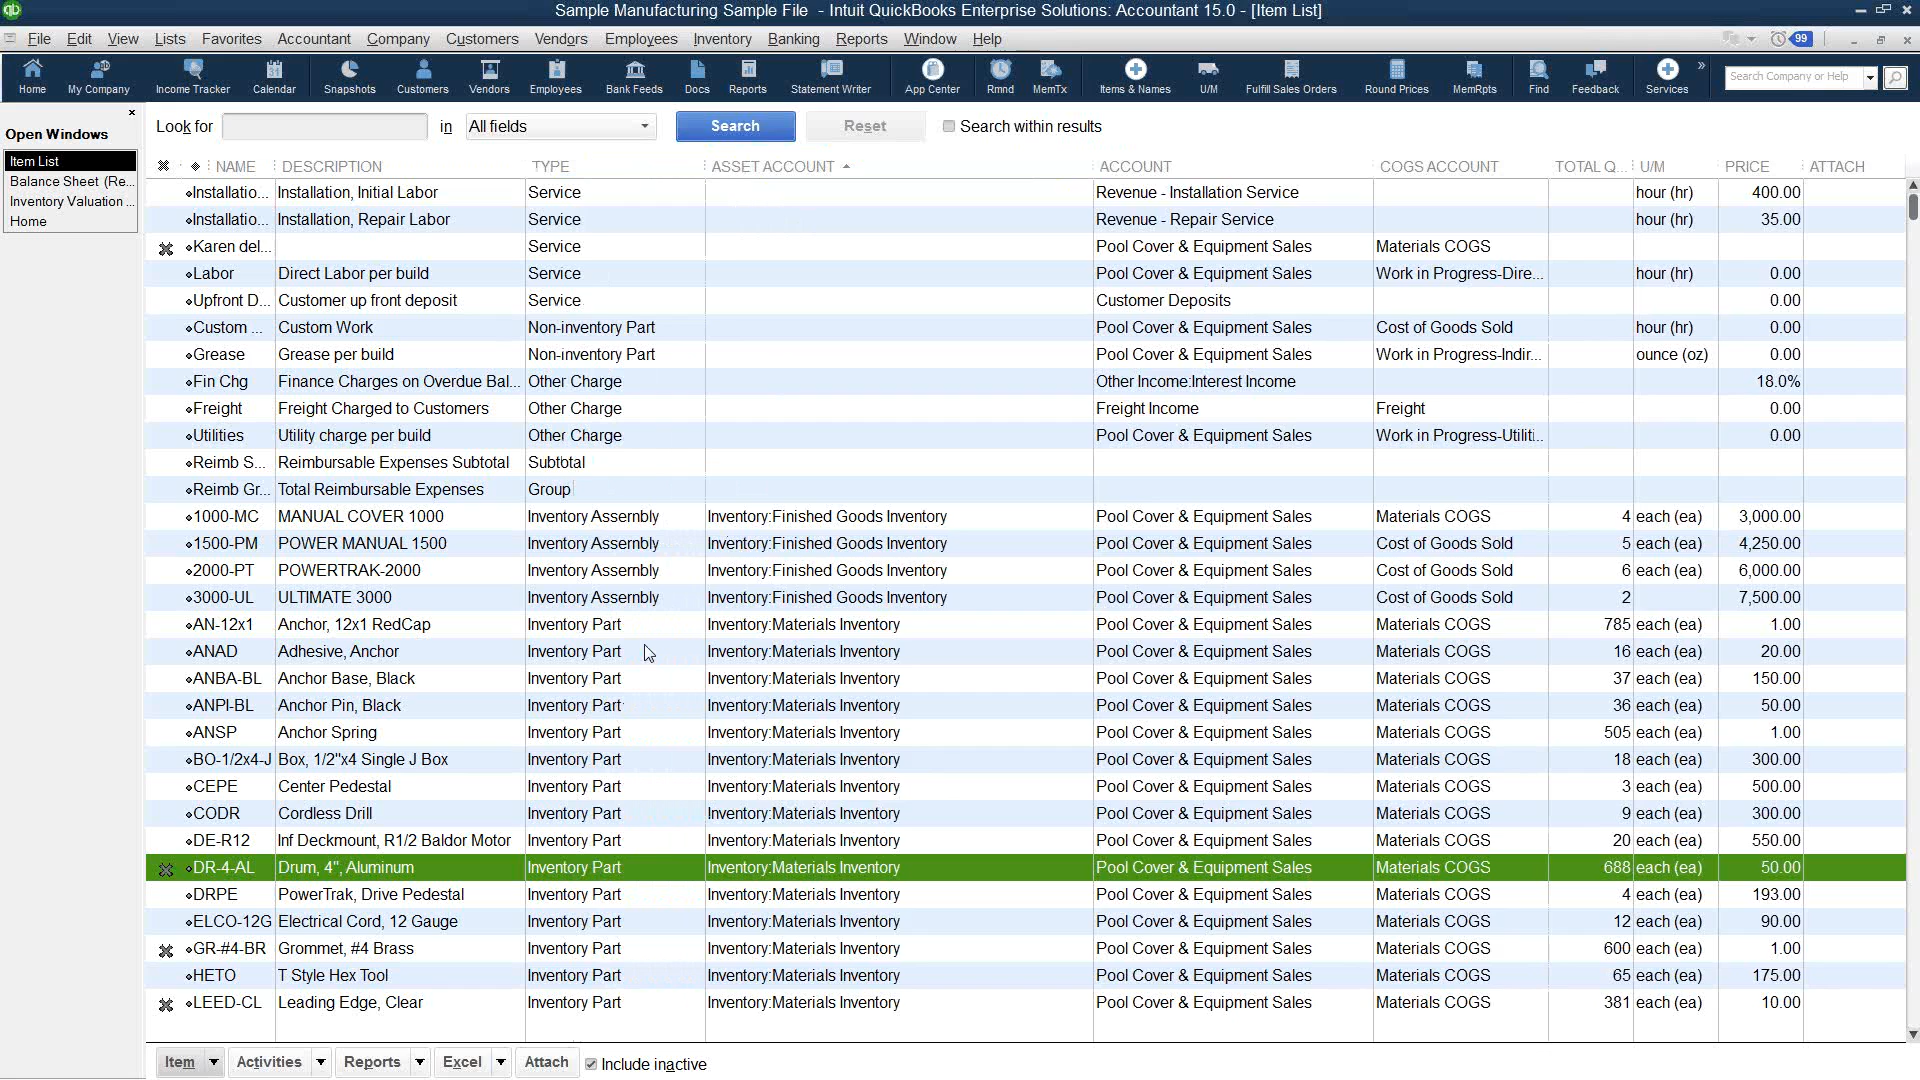 Sample Manufacturing Sample File - Intuit QuickBooks Enterprise Solutions: Accountant 15.0 - [Item List]
File Edit View Lists Favorites Accountant Company Customers Vendors Employees Inventory Banking Reports Window Help 99
Home My Company Income Tracker Calendar Snapshots Customers Vendors Employees Bank Feeds Docs Reports Statement Writer App Center Rmnd MemTx Items & Names U/M Fulfill Sales Orders Round Prices MemRpts Find Feedback Services » Search Company or Help
Open Windows
Item List
Balance Sheet (Re...
Inventory Valuation ...
Home
Look for in All fields Search Reset Search within results
NAME DESCRIPTION TYPE ASSET ACCOUNT ACCOUNT COGS ACCOUNT TOTAL Q... U/M PRICE ATTACH
Installatio... Installation, Initial Labor Service Revenue - Installation Service hour (hr) 400.00
Installatio... Installation, Repair Labor Service Revenue - Repair Service hour (hr) 35.00
Karen del... Service Pool Cover & Equipment Sales Materials COGS
Labor Direct Labor per build Service Pool Cover & Equipment Sales Work in Progress-Dire... hour (hr) 0.00
Upfront D... Customer up front deposit Service Customer Deposits 0.00
Custom ... Custom Work Non-inventory Part Pool Cover & Equipment Sales Cost of Goods Sold hour (hr) 0.00
Grease Grease per build Non-inventory Part Pool Cover & Equipment Sales Work in Progress-Indir... ounce (oz) 0.00
Fin Chg Finance Charges on Overdue Bal... Other Charge Other Income:Interest Income 18.0%
Freight Freight Charged to Customers Other Charge Freight Income Freight 0.00
Utilities Utility charge per build Other Charge Pool Cover & Equipment Sales Work in Progress-Utiliti... 0.00
Reimb S... Reimbursable Expenses Subtotal Subtotal
Reimb Gr... Total Reimbursable Expenses Group
1000-MC MANUAL COVER 1000 Inventory Assembly Inventory:Finished Goods Inventory Pool Cover & Equipment Sales Materials COGS 4 each (ea) 3,000.00
1500-PM POWER MANUAL 1500 Inventory Assembly Inventory:Finished Goods Inventory Pool Cover & Equipment Sales Cost of Goods Sold 5 each (ea) 4,250.00
2000-PT POWERTRAK-2000 Inventory Assembly Inventory:Finished Goods Inventory Pool Cover & Equipment Sales Cost of Goods Sold 6 each (ea) 6,000.00
3000-UL ULTIMATE 3000 Inventory Assembly Inventory:Finished Goods Inventory Pool Cover & Equipment Sales Cost of Goods Sold 2 7,500.00
AN-12x1 Anchor, 12x1 RedCap Inventory Part Inventory:Materials Inventory Pool Cover & Equipment Sales Materials COGS 785 each (ea) 1.00
ANAD Adhesive, Anchor Inventory Part Inventory:Materials Inventory Pool Cover & Equipment Sales Materials COGS 16 each (ea) 20.00
ANBA-BL Anchor Base, Black Inventory Part Inventory:Materials Inventory Pool Cover & Equipment Sales Materials COGS 37 each (ea) 150.00
ANPI-BL Anchor Pin, Black Inventory Part Inventory:Materials Inventory Pool Cover & Equipment Sales Materials COGS 36 each (ea) 50.00
ANSP Anchor Spring Inventory Part Inventory:Materials Inventory Pool Cover & Equipment Sales Materials COGS 505 each (ea) 1.00
BO-1/2x4-J Box, 1/2"x4 Single J Box Inventory Part Inventory:Materials Inventory Pool Cover & Equipment Sales Materials COGS 18 each (ea) 300.00
CEPE Center Pedestal Inventory Part Inventory:Materials Inventory Pool Cover & Equipment Sales Materials COGS 3 each (ea) 500.00
CODR Cordless Drill Inventory Part Inventory:Materials Inventory Pool Cover & Equipment Sales Materials COGS 9 each (ea) 300.00
DE-R12 Inf Deckmount, R1/2 Baldor Motor Inventory Part Inventory:Materials Inventory Pool Cover & Equipment Sales Materials COGS 20 each (ea) 550.00
DR-4-AL Drum, 4", Aluminum Inventory Part Inventory:Materials Inventory Pool Cover & Equipment Sales Materials COGS 688 each (ea) 50.00
DRPE PowerTrak, Drive Pedestal Inventory Part Inventory:Materials Inventory Pool Cover & Equipment Sales Materials COGS 4 each (ea) 193.00
ELCO-12G Electrical Cord, 12 Gauge Inventory Part Inventory:Materials Inventory Pool Cover & Equipment Sales Materials COGS 12 each (ea) 90.00
GR-#4-BR Grommet, #4 Brass Inventory Part Inventory:Materials Inventory Pool Cover & Equipment Sales Materials COGS 600 each (ea) 1.00
HETO T Style Hex Tool Inventory Part Inventory:Materials Inventory Pool Cover & Equipment Sales Materials COGS 65 each (ea) 175.00
LEED-CL Leading Edge, Clear Inventory Part Inventory:Materials Inventory Pool Cover & Equipment Sales Materials COGS 381 each (ea) 10.00
Item Activities Reports Excel Attach Include inactive